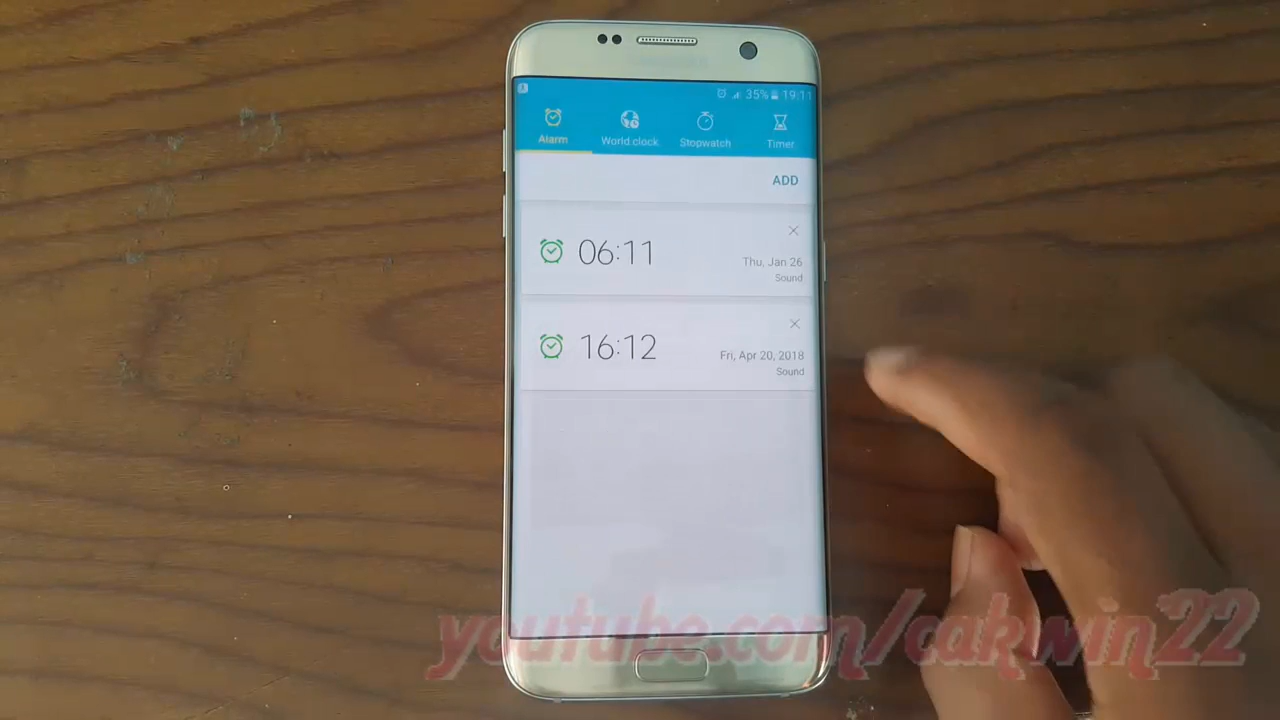 35% 19:11
Alarm World clock Stopwatch Timer
ADD
06:11
Thu, Jan 26
Sound
16:12
Fri, Apr 20, 2018
Sound
youtube.com/cakwin22